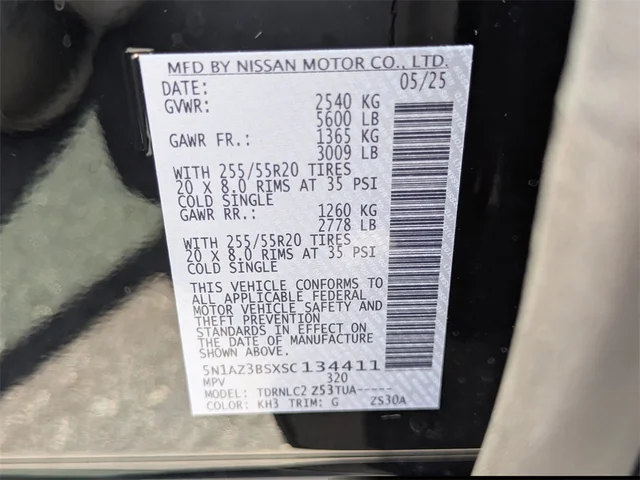 MFD BY NISSAN MOTOR CO., LTD.
DATE: 05/25
GVWR: 2540 KG
5600 LB
GAWR FR.: 1365 KG
3009 LB
WITH 255/55R20 TIRES
20 X 8.0 RIMS AT 35 PSI
COLD SINGLE
GAWR RR.: 1260 KG
2778 LB
WITH 255/55R20 TIRES
20 X 8.0 RIMS AT 35 PSI
COLD SINGLE
THIS VEHICLE CONFORMS TO
ALL APPLICABLE FEDERAL
MOTOR VEHICLE SAFETY AND
THEFT PREVENTION
STANDARDS IN EFFECT ON
THE DATE OF MANUFACTURE
SHOWN ABOVE.
5N1AZ3BSXSC134411
MPV 320
MODEL: TDRNLC2 Z53TUA-----
COLOR: KH3 TRIM: G ZS30A